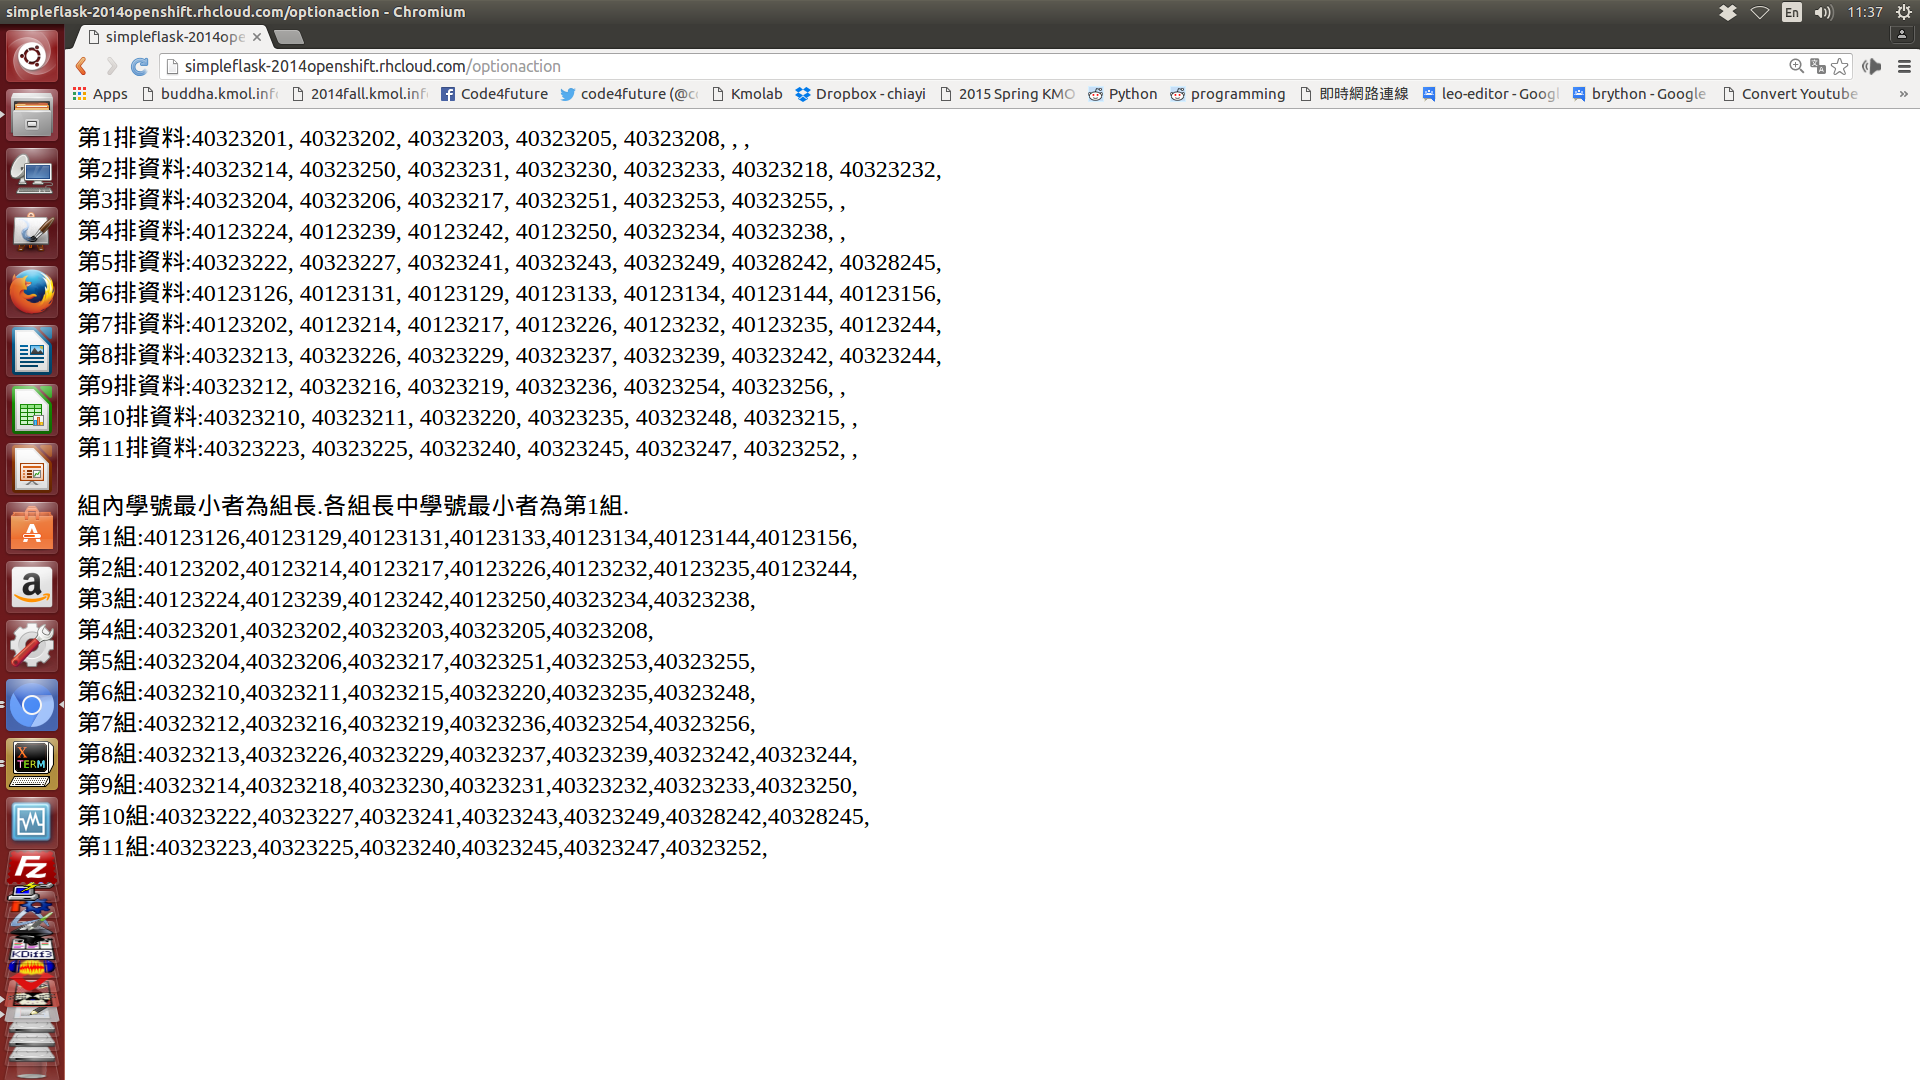 simpleflask-2014openshift.rhcloud.com/optionaction - Chromium
En
11:37
simpleflask-2014ope
simpleflask-2014openshift.rhcloud.com/optionaction
Apps buddha.kmol.inf 2014fall.kmol.inf Code4future code4future (@c Kmolab Dropbox - chiayi 2015 Spring KMO Python programming 即時網路連線 leo-editor - Googl brython - Google Convert Youtube »
第1排資料:40323201, 40323202, 40323203, 40323205, 40323208, , ,
第2排資料:40323214, 40323250, 40323231, 40323230, 40323233, 40323218, 40323232,
第3排資料:40323204, 40323206, 40323217, 40323251, 40323253, 40323255, ,
第4排資料:40123224, 40123239, 40123242, 40123250, 40323234, 40323238, ,
第5排資料:40323222, 40323227, 40323241, 40323243, 40323249, 40328242, 40328245,
第6排資料:40123126, 40123131, 40123129, 40123133, 40123134, 40123144, 40123156,
第7排資料:40123202, 40123214, 40123217, 40123226, 40123232, 40123235, 40123244,
第8排資料:40323213, 40323226, 40323229, 40323237, 40323239, 40323242, 40323244,
第9排資料:40323212, 40323216, 40323219, 40323236, 40323254, 40323256, ,
第10排資料:40323210, 40323211, 40323220, 40323235, 40323248, 40323215, ,
第11排資料:40323223, 40323225, 40323240, 40323245, 40323247, 40323252, ,
組內學號最小者為組長.各組長中學號最小者為第1組.
第1組:40123126,40123129,40123131,40123133,40123134,40123144,40123156,
第2組:40123202,40123214,40123217,40123226,40123232,40123235,40123244,
第3組:40123224,40123239,40123242,40123250,40323234,40323238,
第4組:40323201,40323202,40323203,40323205,40323208,
第5組:40323204,40323206,40323217,40323251,40323253,40323255,
第6組:40323210,40323211,40323215,40323220,40323235,40323248,
第7組:40323212,40323216,40323219,40323236,40323254,40323256,
第8組:40323213,40323226,40323229,40323237,40323239,40323242,40323244,
第9組:40323214,40323218,40323230,40323231,40323232,40323233,40323250,
第10組:40323222,40323227,40323241,40323243,40323249,40328242,40328245,
第11組:40323223,40323225,40323240,40323245,40323247,40323252,
X
TERM
FZ
KDiff3